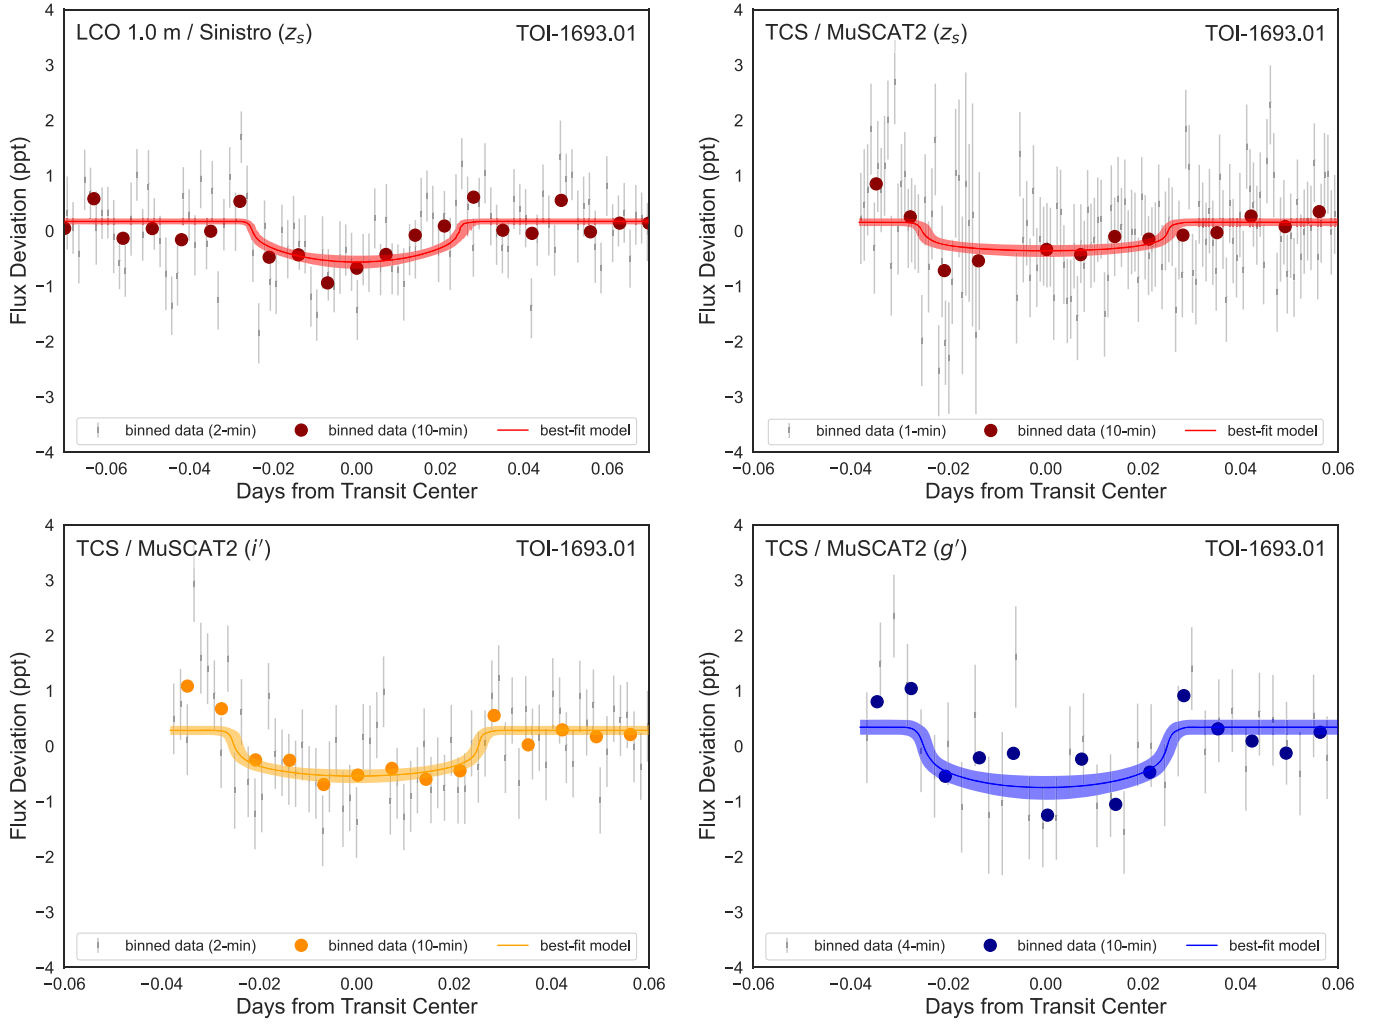 LCO 1.0 m / Sinistro (zs) TOI-1693.01
4
3
2
1
0
−1
−2
−3
−4
Flux Deviation (ppt)
binned data (2-min) binned data (10-min) best-fit model
−0.06 −0.04 −0.02 0.00 0.02 0.04 0.06
Days from Transit Center
TCS / MuSCAT2 (zs) TOI-1693.01
4
3
2
1
0
−1
−2
−3
−4
Flux Deviation (ppt)
binned data (1-min) binned data (10-min) best-fit model
−0.06 −0.04 −0.02 0.00 0.02 0.04 0.06
Days from Transit Center
TCS / MuSCAT2 (i′) TOI-1693.01
4
3
2
1
0
−1
−2
−3
−4
Flux Deviation (ppt)
binned data (2-min) binned data (10-min) best-fit model
−0.06 −0.04 −0.02 0.00 0.02 0.04 0.06
Days from Transit Center
TCS / MuSCAT2 (g′) TOI-1693.01
4
3
2
1
0
−1
−2
−3
−4
Flux Deviation (ppt)
binned data (4-min) binned data (10-min) best-fit model
−0.06 −0.04 −0.02 0.00 0.02 0.04 0.06
Days from Transit Center